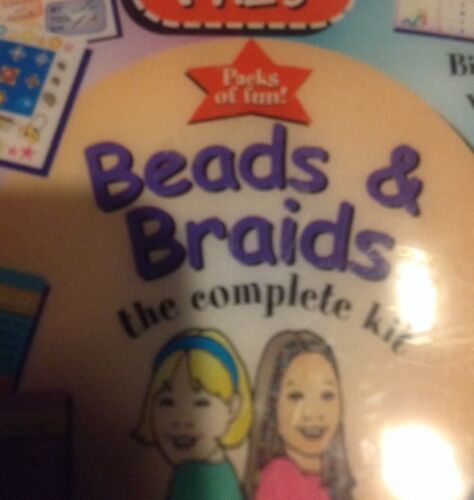 Packs
of fun!
Beads &
Braids
the complete kit